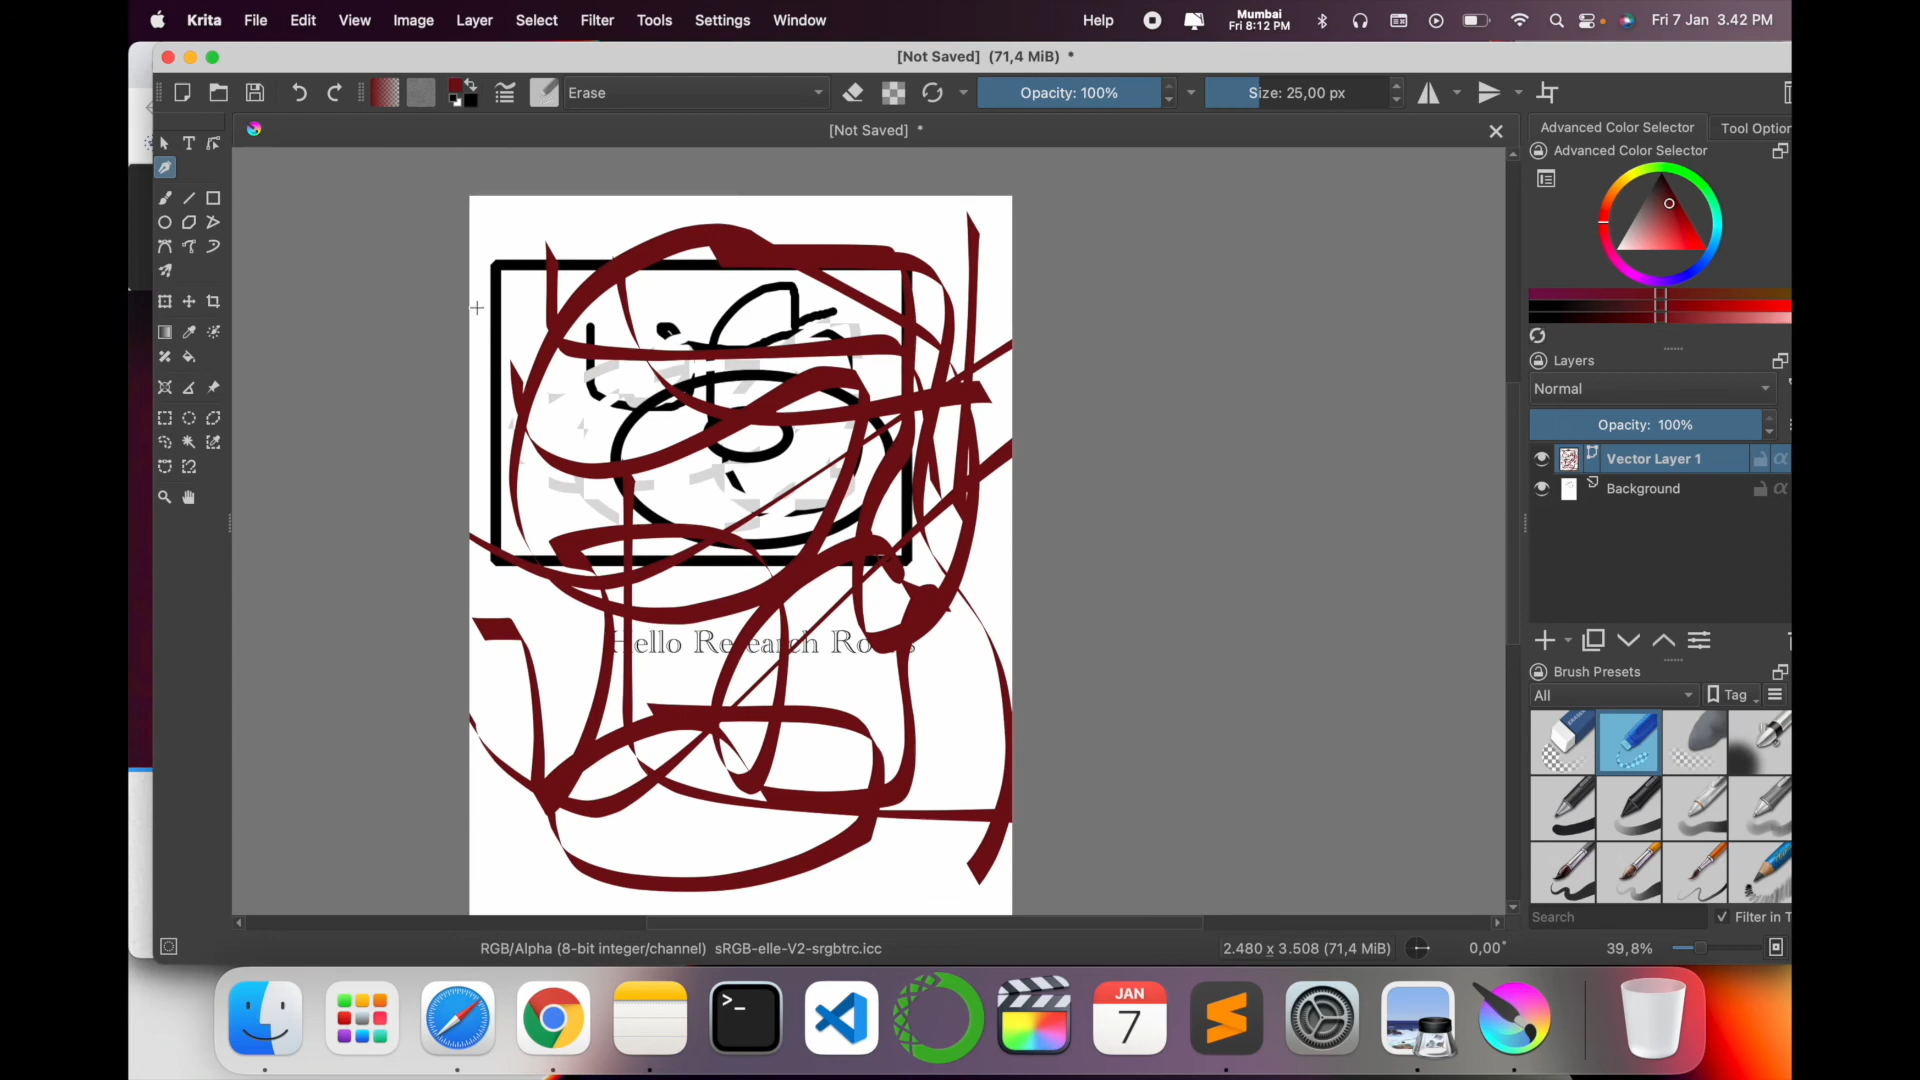 Krita File Edit View Image Layer Select Filter Tools Settings Window Help Mumbai Fri 7 Jan 3.42 PM
Fri 8:12 PM
[Not Saved] (71,4 MiB) *
Erase Opacity: 100% Size: 25,00 px
[Not Saved] *
Advanced Color Selector Tool Option
Advanced Color Selector
Layers
Normal
Opacity: 100%
Vector Layer 1
Background
Hello Research Ro
Brush Presets
All Tag
Search Filter in T
RGB/Alpha (8-bit integer/channel) sRGB-elle-V2-srgbtrc.icc 2.480 x 3.508 (71,4 MiB) 0,00° 39,8%
JAN
7